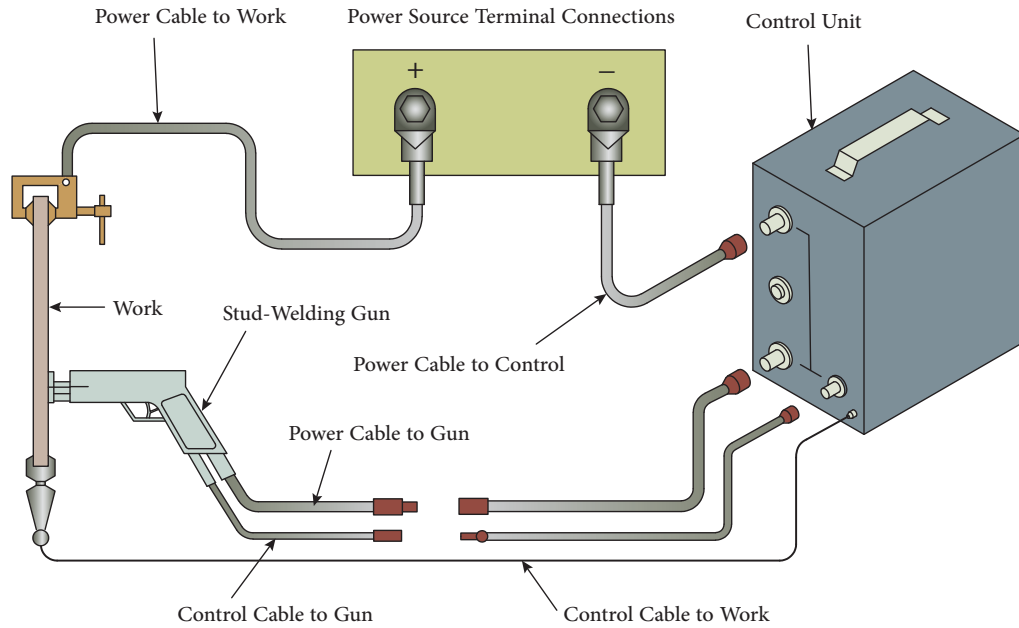 Power Cable to Work
Power Source Terminal Connections
Control Unit
+
−
Work
Stud-Welding Gun
Power Cable to Control
Power Cable to Gun
Control Cable to Gun
Control Cable to Work